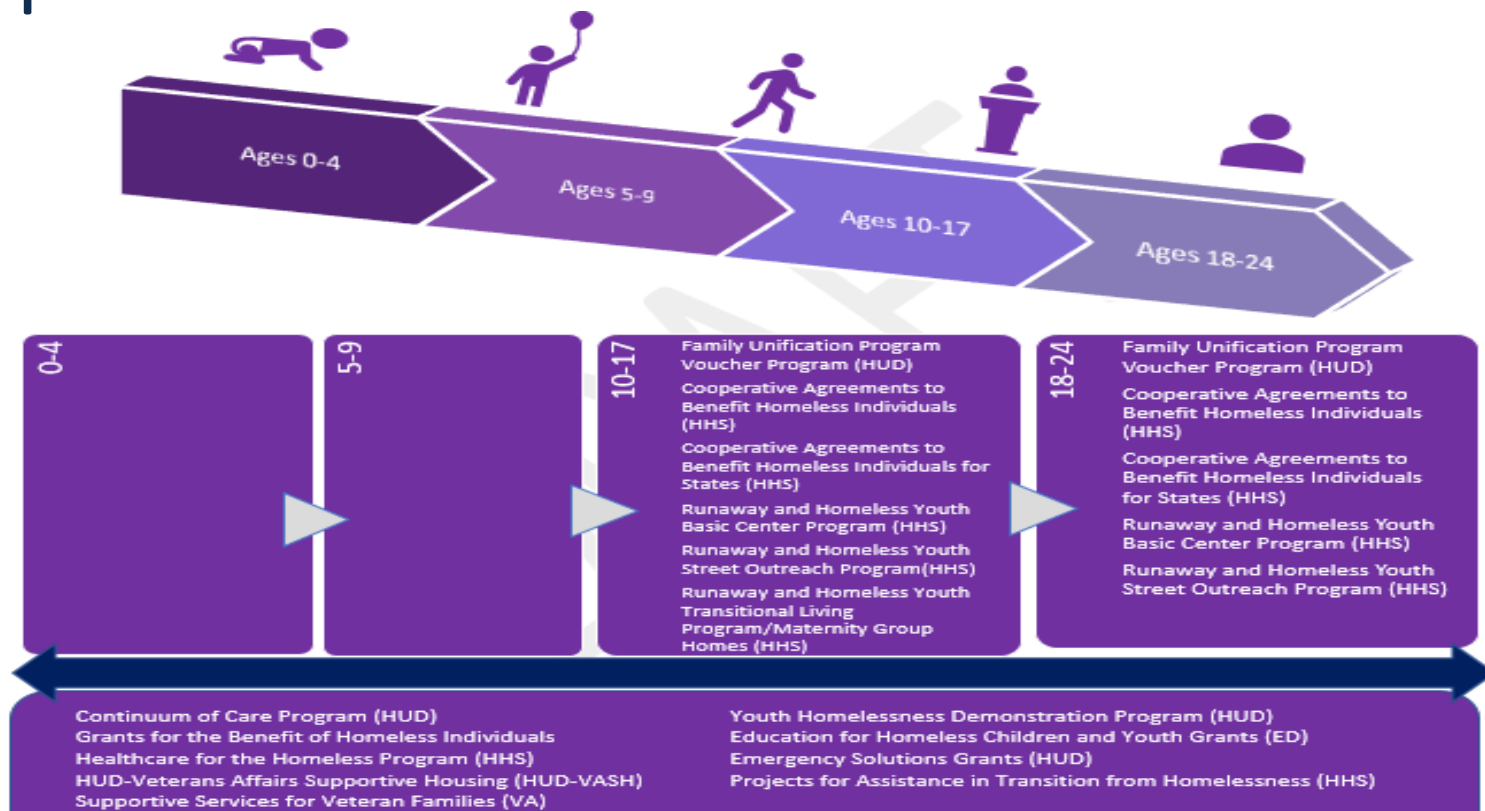 Ages 0-4
Ages 5-9
Ages 10-17
Ages 18-24
0-4
5-9
10-17
Family Unification Program
Voucher Program (HUD)
Cooperative Agreements to
Benefit Homeless Individuals
(HHS)
Cooperative Agreements to
Benefit Homeless Individuals for
States (HHS)
Runaway and Homeless Youth
Basic Center Program (HHS)
Runaway and Homeless Youth
Street Outreach Program(HHS)
Runaway and Homeless Youth
Transitional Living
Program/Maternity Group
Homes (HHS)
18-24
Family Unification Program
Voucher Program (HUD)
Cooperative Agreements to
Benefit Homeless Individuals
(HHS)
Cooperative Agreements to
Benefit Homeless Individuals
for States (HHS)
Runaway and Homeless Youth
Basic Center Program (HHS)
Runaway and Homeless Youth
Street Outreach Program (HHS)
Continuum of Care Program (HUD)
Grants for the Benefit of Homeless Individuals
Healthcare for the Homeless Program (HHS)
HUD-Veterans Affairs Supportive Housing (HUD-VASH)
Supportive Services for Veteran Families (VA)
Youth Homelessness Demonstration Program (HUD)
Education for Homeless Children and Youth Grants (ED)
Emergency Solutions Grants (HUD)
Projects for Assistance in Transition from Homelessness (HHS)